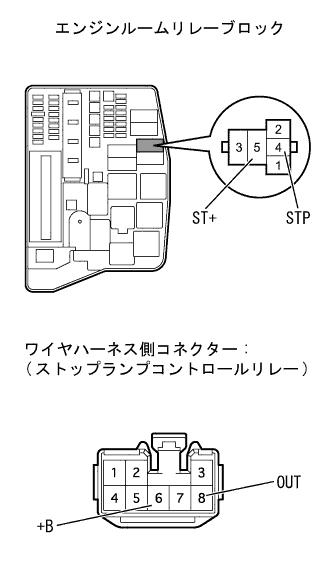 エンジンルームリレーブロック
2
3 5 4
1
ST+
STP
ワイヤハーネス側コネクター:
(ストップランプコントロールリレー)
1 2 3
4 5 6 7 8
OUT
+B